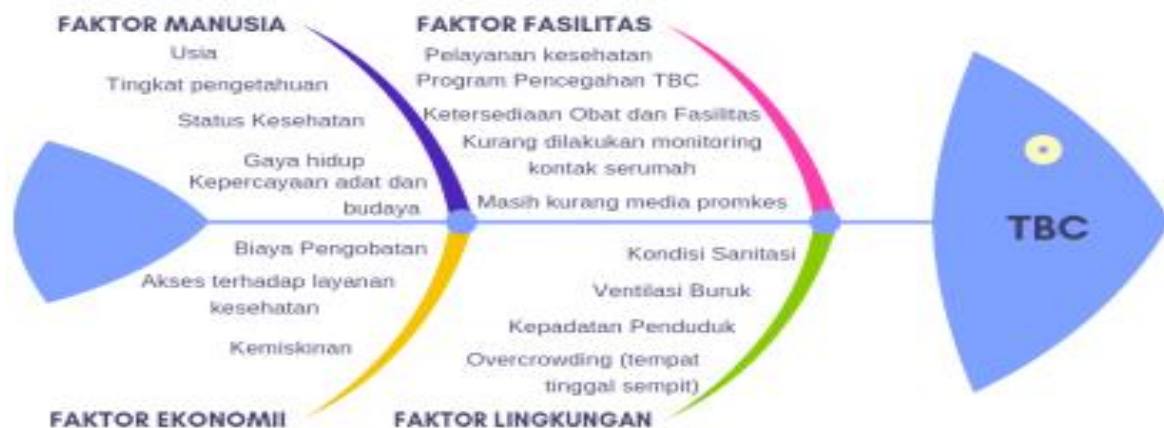 FAKTOR MANUSIA
Usia
Tingkat pengetahuan
Status Kesehatan
Gaya hidup
Kepercayaan adat dan
budaya
FAKTOR FASILITAS
Pelayanan kesehatan
Program Pencegahan TBC
Ketersediaan Obat dan Fasilitas
Kurang dilakukan monitoring
kontak serumah
Masih kurang media promkes
TBC
Biaya Pengobatan
Akses terhadap layanan
kesehatan
Kemiskinan
FAKTOR EKONOMII
Kondisi Sanitasi
Ventilasi Buruk
Kepadatan Penduduk
Overcrowding (tempat
tinggal sempit)
FAKTOR LINGKUNGAN